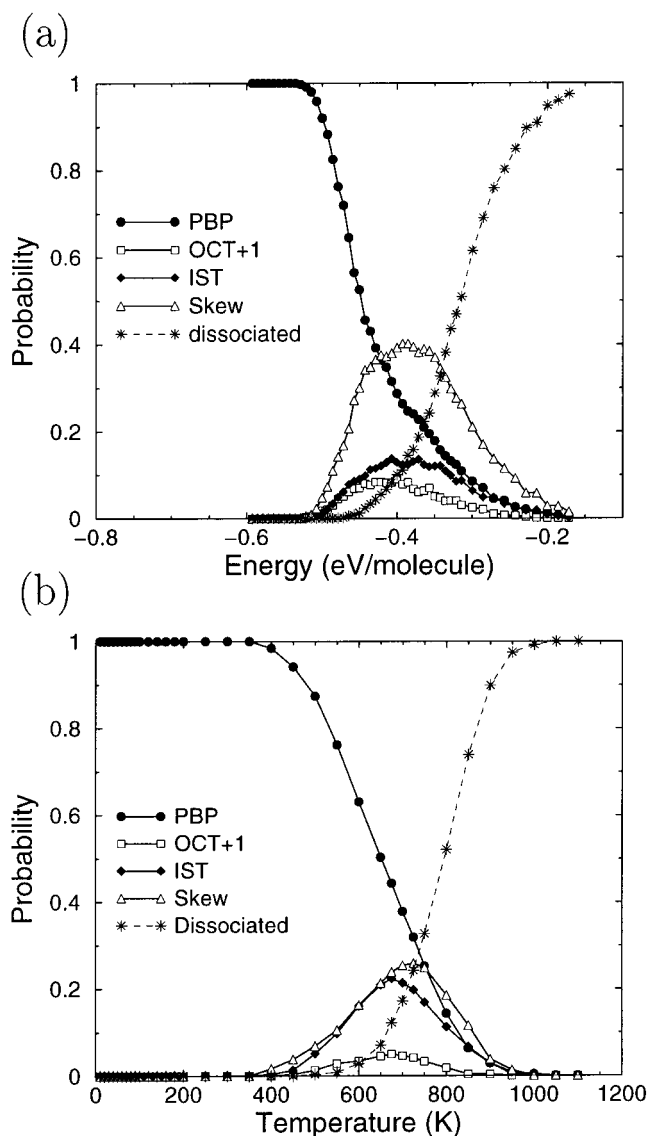 (a)
1
0.8
0.6
0.4
0.2
0
Probability
PBP
OCT+1
IST
Skew
dissociated
−0.8 −0.6 −0.4 −0.2
Energy (eV/molecule)
(b)
1
0.8
0.6
0.4
0.2
0
Probability
PBP
OCT+1
IST
Skew
Dissociated
0 200 400 600 800 1000 1200
Temperature (K)